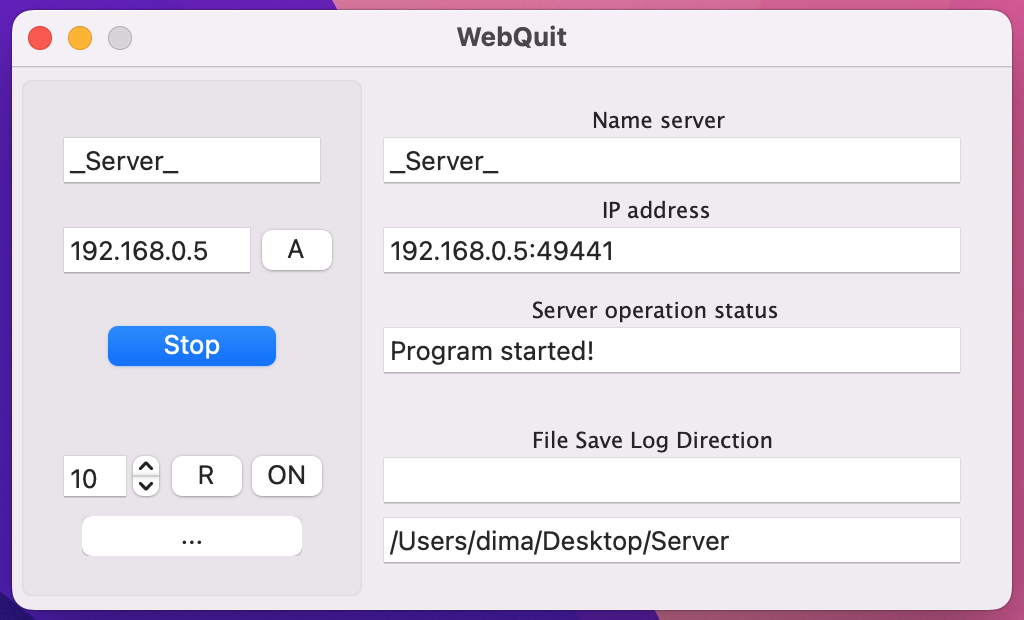 WebQuit
_Server_
192.168.0.5 A
Stop
10 R ON
...
Name server
_Server_
IP address
192.168.0.5:49441
Server operation status
Program started!
File Save Log Direction
/Users/dima/Desktop/Server